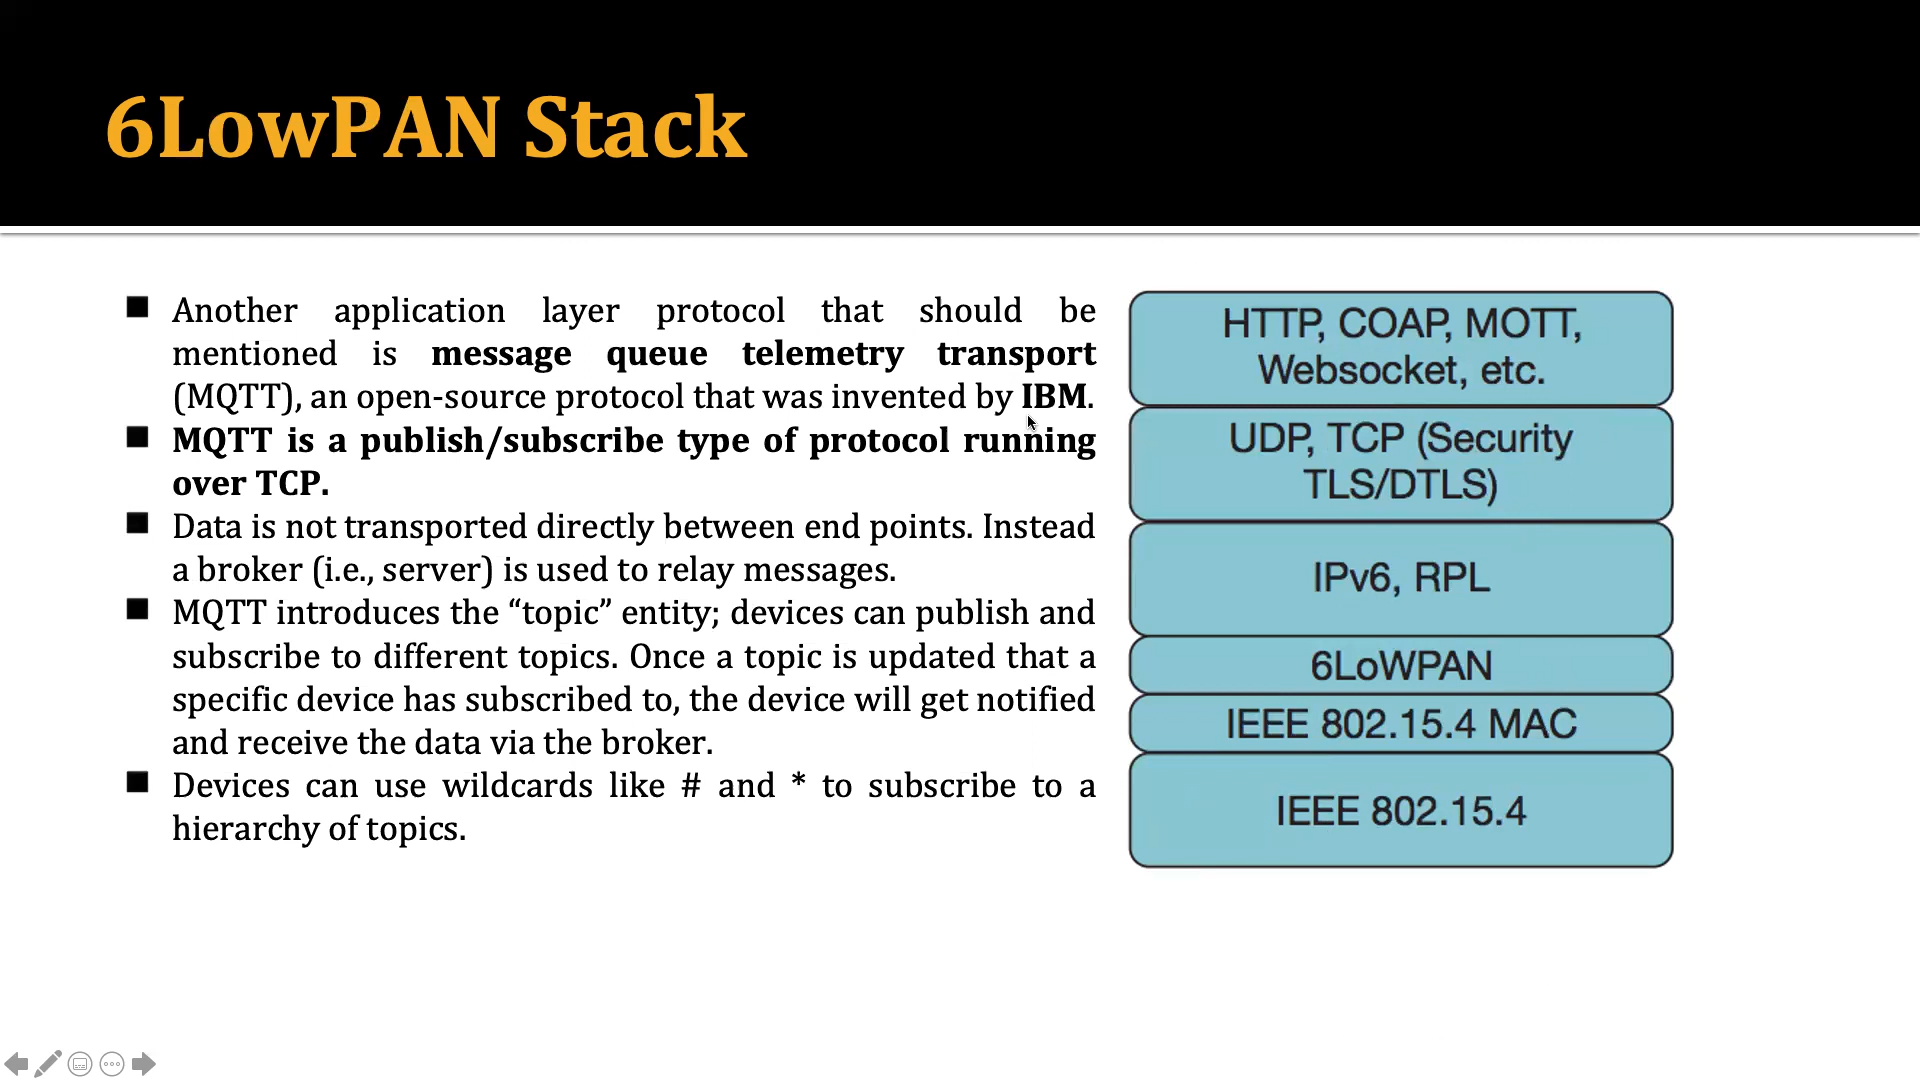 6LowPAN Stack
Another application layer protocol that should be
mentioned is message queue telemetry transport
(MQTT), an open-source protocol that was invented by IBM.
MQTT is a publish/subscribe type of protocol running
over TCP.
Data is not transported directly between end points. Instead
a broker (i.e., server) is used to relay messages.
MQTT introduces the “topic” entity; devices can publish and
subscribe to different topics. Once a topic is updated that a
specific device has subscribed to, the device will get notified
and receive the data via the broker.
Devices can use wildcards like # and * to subscribe to a
hierarchy of topics.
HTTP, COAP, MOTT,
Websocket, etc.
UDP, TCP (Security
TLS/DTLS)
IPv6, RPL
6LoWPAN
IEEE 802.15.4 MAC
IEEE 802.15.4